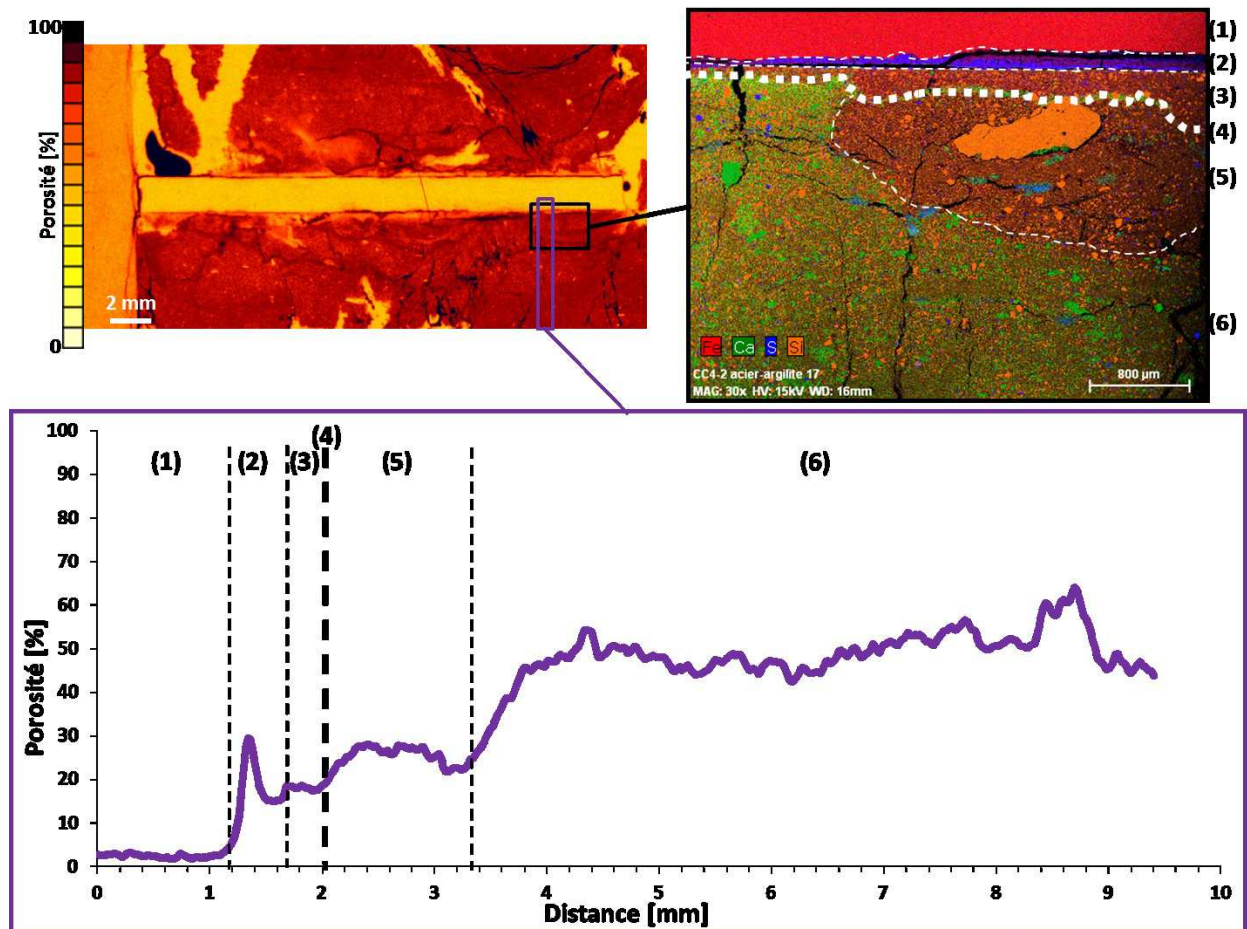 100
Porosité [%]
0
2 mm
(1)
(2)
(3)
(4)
(5)
(6)
Fe Ca S Si
CC4-2 acier-argilite 17
MAG: 30x HV: 15kV WD: 16mm
800 µm
100
90
80
70
60
50
40
30
20
10
0
Porosité [%]
(1)
(2)
(3)
(4)
(5)
(6)
0 1 2 3 4 5 6 7 8 9 10
Distance [mm]